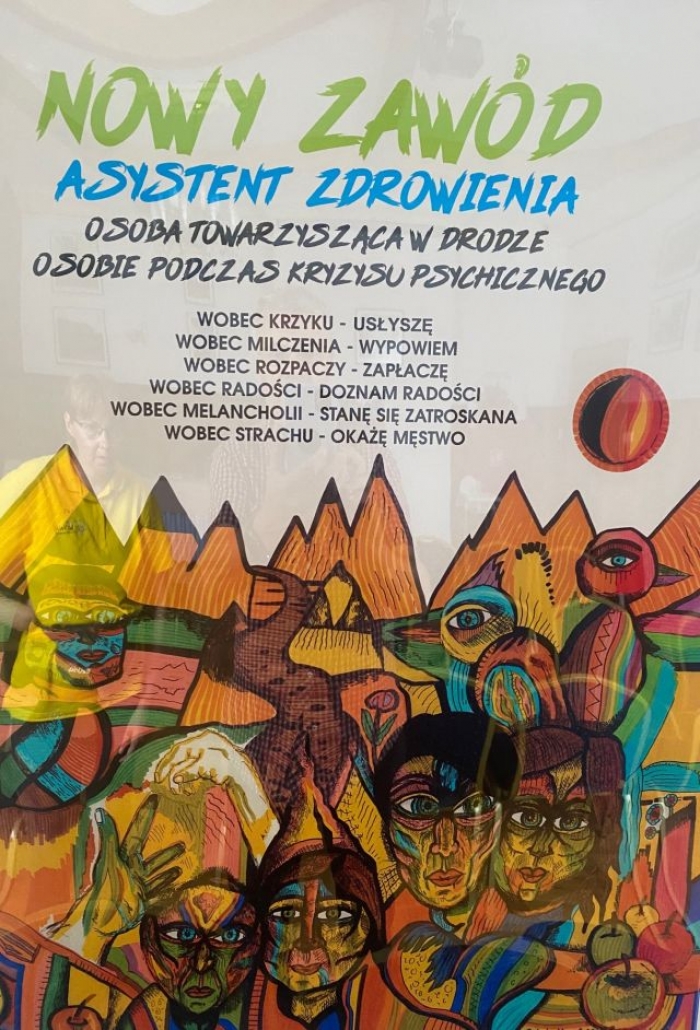 NOWY ZAWÓD
ASYSTENT ZDROWIENIA
OSOBA TOWARZYSZĄCA W DRODZE
OSOBIE PODCZAS KRYZYSU PSYCHICZNEGO
WOBEC KRZYKU - USŁYSZĘ
WOBEC MILCZENIA - WYPOWIEM
WOBEC ROZPACZY - ZAPŁACZĘ
WOBEC RADOŚCI - DOZNAM RADOŚCI
WOBEC MELANCHOLII - STANĘ SIĘ ZATROSKANA
WOBEC STRACHU - OKAŻĘ MĘSTWO